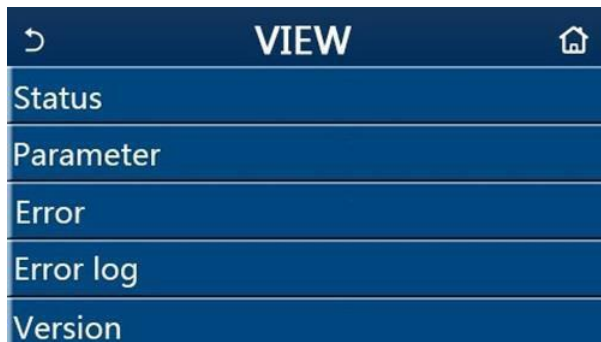 VIEW
Status
Parameter
Error
Error log
Version